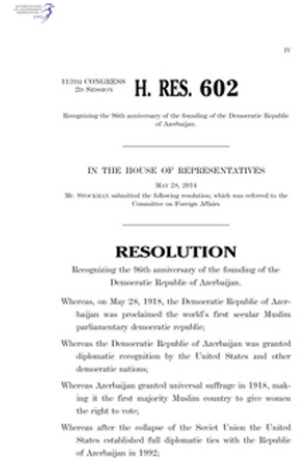 IV
113TH CONGRESS
2D SESSION
H. RES. 602
Recognizing the 96th anniversary of the founding of the Democratic Republic
of Azerbaijan.
IN THE HOUSE OF REPRESENTATIVES
MAY 28, 2014
Mr. STOCKMAN submitted the following resolution, which was referred to the
Committee on Foreign Affairs
RESOLUTION
Recognizing the 96th anniversary of the founding of the
Democratic Republic of Azerbaijan.
Whereas, on May 28, 1918, the Democratic Republic of Azer-
baijan was proclaimed the world's first secular Muslim
parliamentary democratic republic;
Whereas the Democratic Republic of Azerbaijan was granted
diplomatic recognition by the United States and other
democratic nations;
Whereas Azerbaijan granted universal suffrage in 1918, mak-
ing it the first majority Muslim country to give women
the right to vote;
Whereas after the collapse of the Soviet Union the United
States established full diplomatic ties with the Republic
of Azerbaijan in 1992;